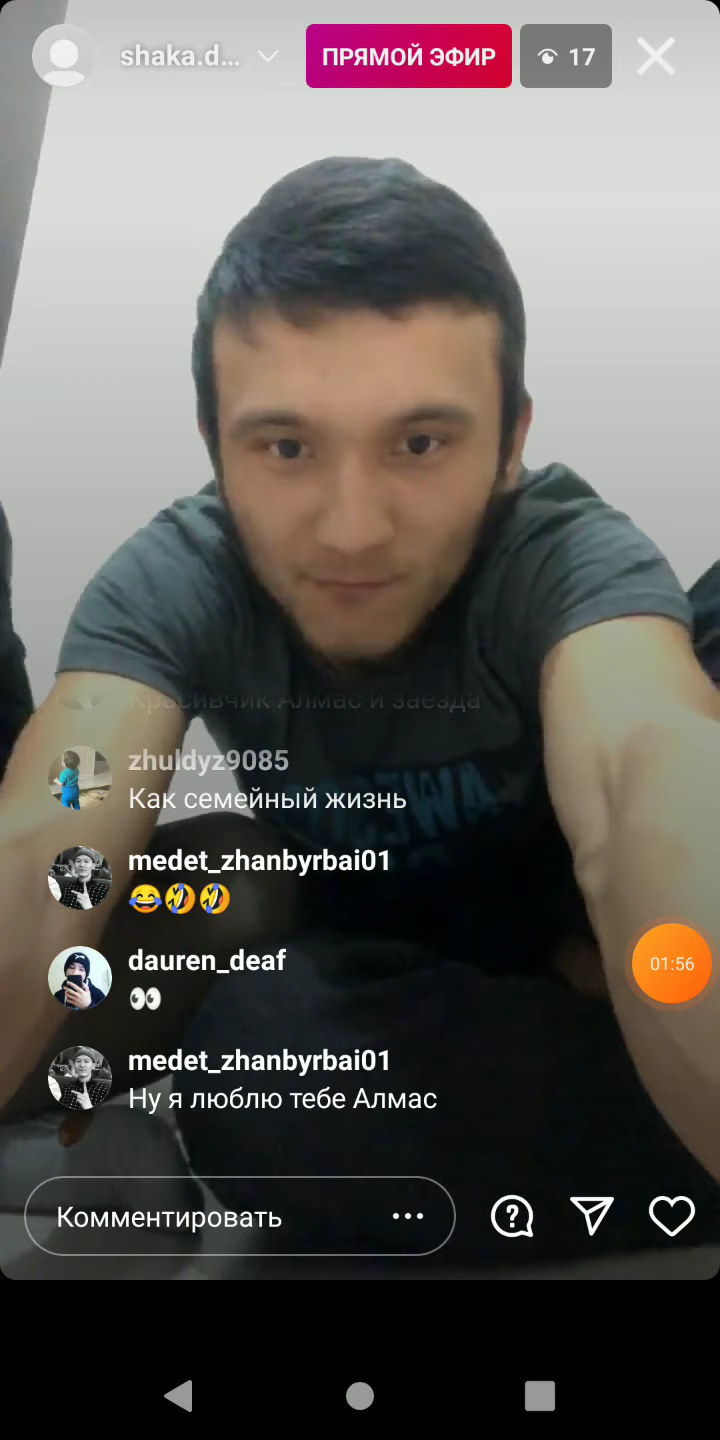 shaka.d...
ПРЯМОЙ ЭФИР
17
Красивчик Алмас и заезда
zhuldyz9085
Как семейный жизнь
medet_zhanbyrbai01
😂🤣🤣
dauren_deaf
👀
01:56
medet_zhanbyrbai01
Ну я люблю тебе Алмас
Комментировать